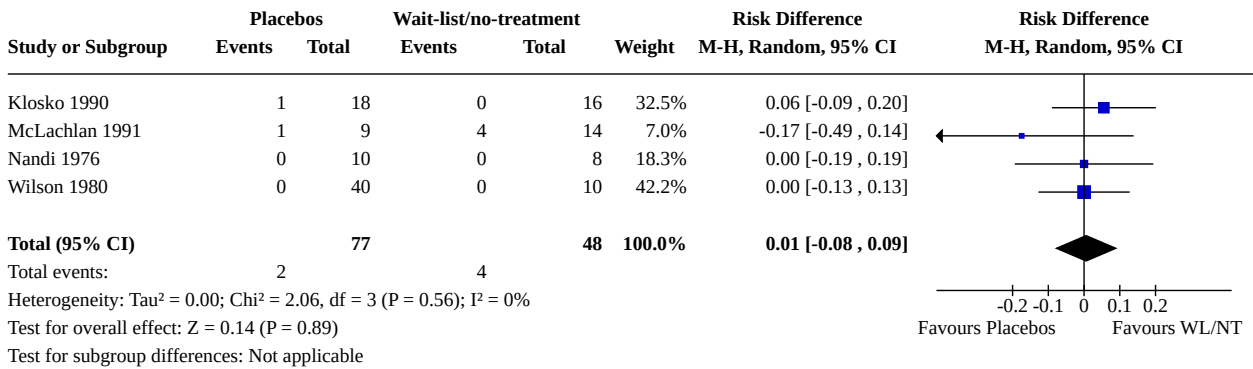 Placebos Wait-list/no-treatment Risk Difference Risk Difference
Study or Subgroup Events Total Events Total Weight M-H, Random, 95% CI M-H, Random, 95% CI
Klosko 1990 1 18 0 16 32.5% 0.06 [-0.09 , 0.20]
McLachlan 1991 1 9 4 14 7.0% -0.17 [-0.49 , 0.14]
Nandi 1976 0 10 0 8 18.3% 0.00 [-0.19 , 0.19]
Wilson 1980 0 40 0 10 42.2% 0.00 [-0.13 , 0.13]
Total (95% CI) 77 48 100.0% 0.01 [-0.08 , 0.09]
Total events: 2 4
Heterogeneity: Tau² = 0.00; Chi² = 2.06, df = 3 (P = 0.56); I² = 0%
Test for overall effect: Z = 0.14 (P = 0.89)
Test for subgroup differences: Not applicable
-0.2 -0.1 0 0.1 0.2
Favours Placebos Favours WL/NT